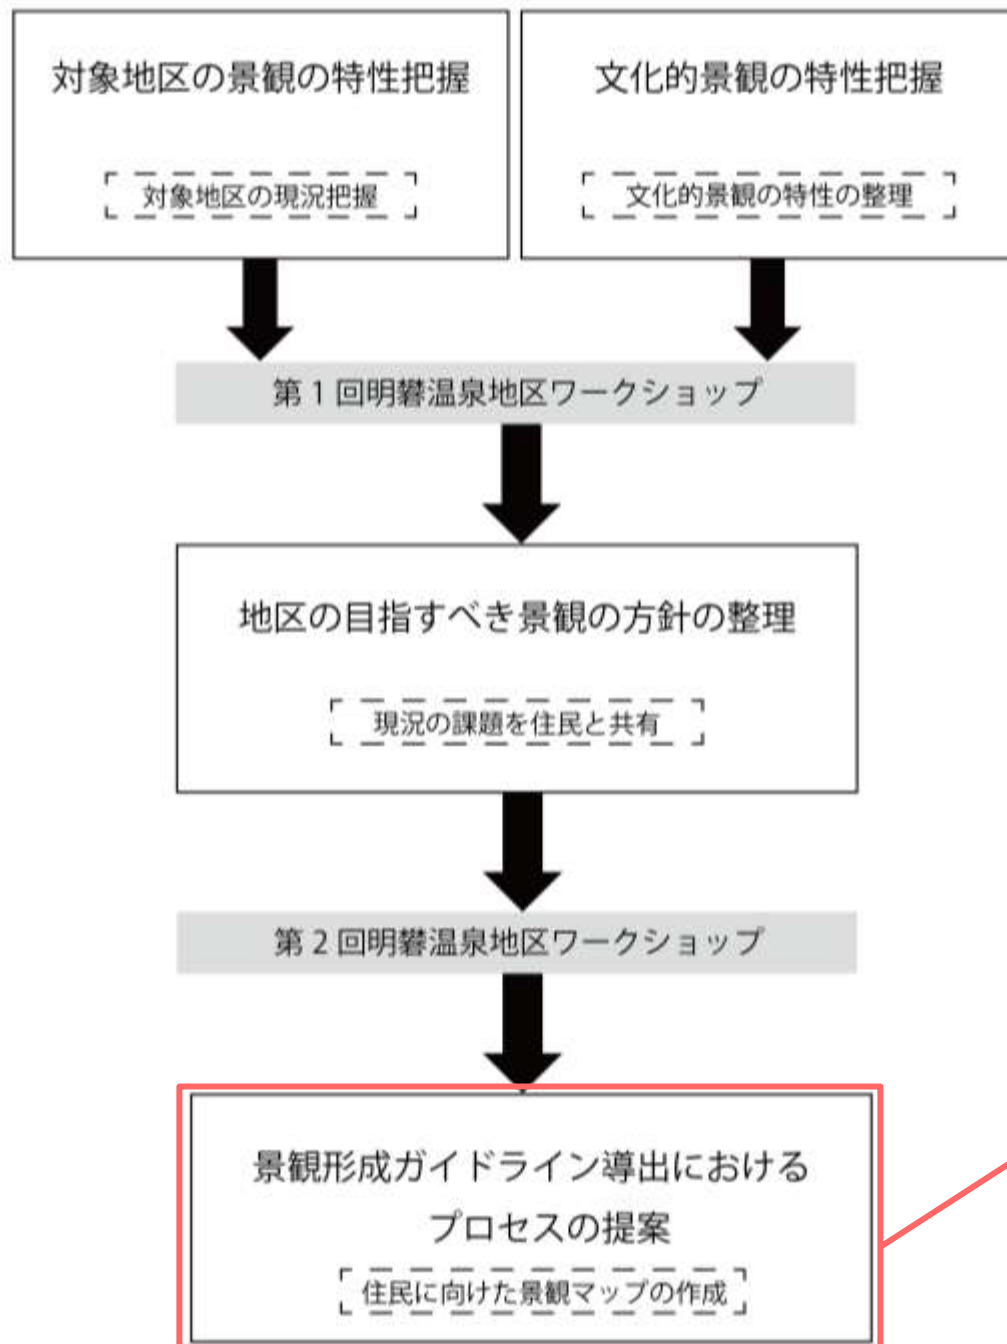 対象地区の景観の特性把握
対象地区の現況把握
文化的景観の特性把握
文化的景観の特性の整理
第1回明礬温泉地区ワークショップ
地区の目指すべき景観の方針の整理
現況の課題を住民と共有
第2回明礬温泉地区ワークショップ
景観形成ガイドライン導出における
プロセスの提案
住民に向けた景観マップの作成